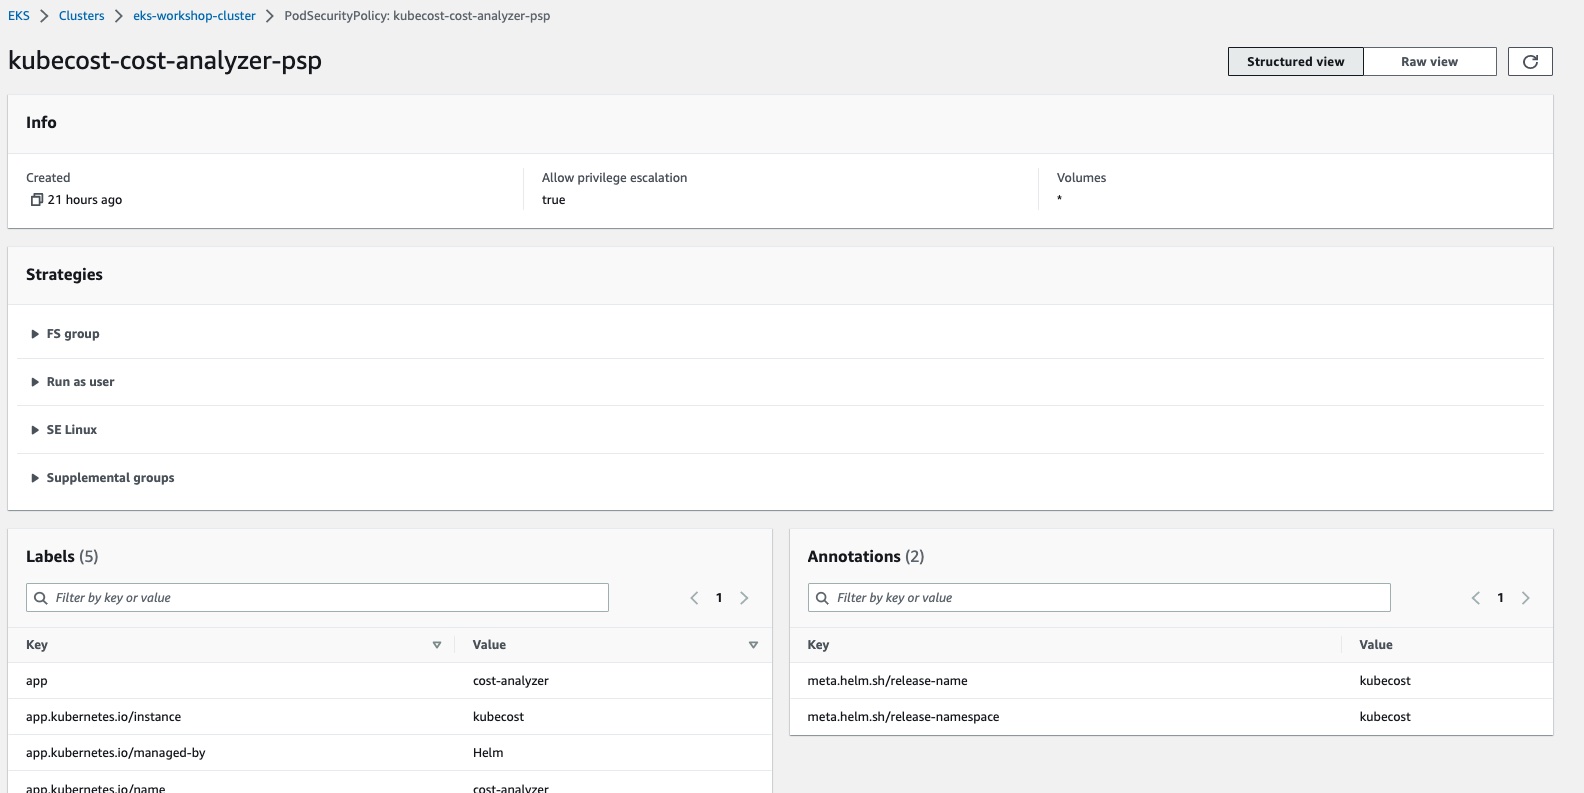 EKS > Clusters > eks-workshop-cluster > PodSecurityPolicy: kubecost-cost-analyzer-psp
kubecost-cost-analyzer-psp
Structured view Raw view
Info
Created
21 hours ago
Allow privilege escalation
true
Volumes
*
Strategies
FS group
Run as user
SE Linux
Supplemental groups
Labels (5)
Filter by key or value
1
Key Value
app cost-analyzer
app.kubernetes.io/instance kubecost
app.kubernetes.io/managed-by Helm
app.kubernetes.io/name cost-analyzer
Annotations (2)
Filter by key or value
1
Key Value
meta.helm.sh/release-name kubecost
meta.helm.sh/release-namespace kubecost